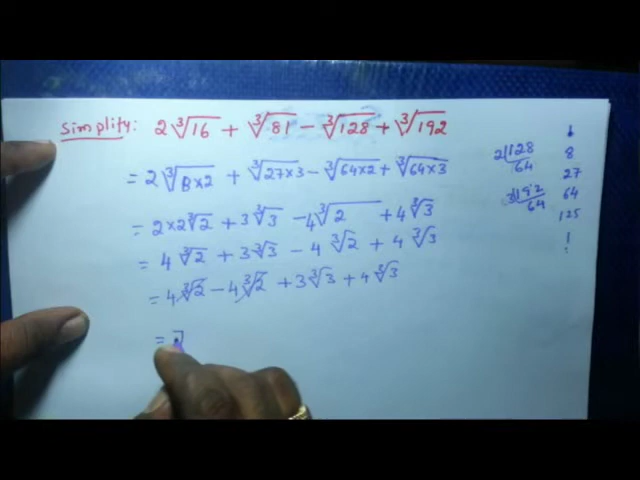 Simplify: 2∛16 + ∛81 − ∛128 + ∛192
= 2∛8×2 + ∛27×3 − ∛64×2 + ∛64×3
= 2×2∛2 + 3∛3 − 4∛2 + 4∛3
= 4∛2 + 3∛3 − 4∛2 + 4∛3
= 4∛2 − 4∛2 + 3∛3 + 4∛3
= 7
2|128
64
3|192
64
1
8
27
64
125